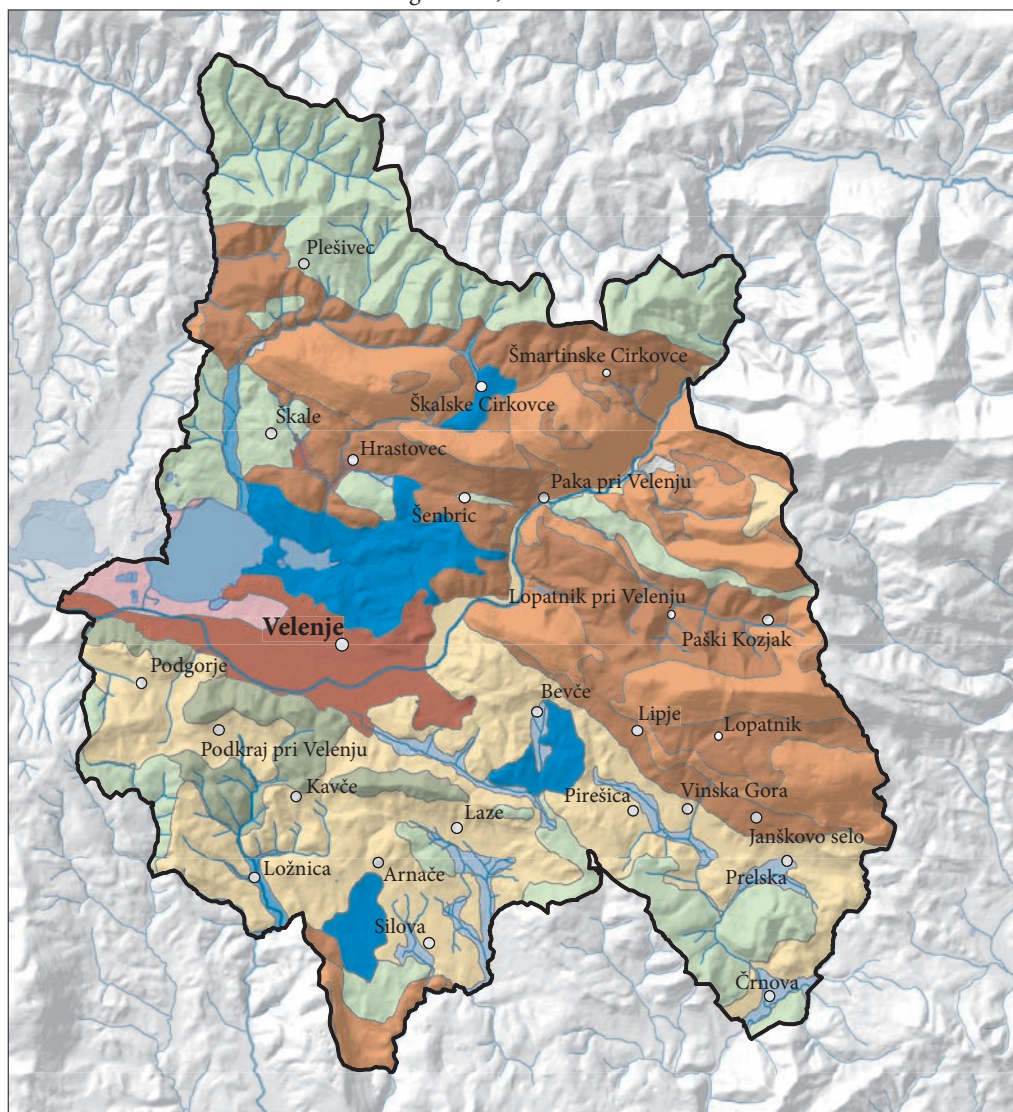 Plešivec
Šmartinske Cirkovce
Škalske Cirkovce
Škale
Hrastovec
Paka pri Velenju
Šenbric
Lopatnik pri Velenju
Velenje
Paški Kozjak
Podgorje
Bevče
Lipje
Lopatnik
Podkraj pri Velenju
Kavče
Pirešica
Vinska Gora
Laze
Janškovo selo
Ložnica
Arnače
Prelska
Silova
Črnova